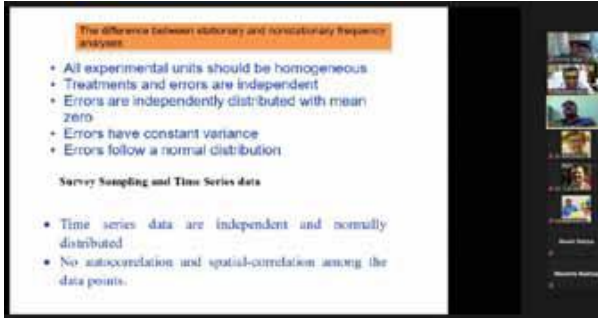 The difference between stationary and nonstationary frequency
analyses
• All experimental units should be homogeneous
• Treatments and errors are independent
• Errors are independently distributed with mean
zero
• Errors have constant variance
• Errors follow a normal distribution
Survey Sampling and Time Series data
• Time series data are independent and normally
distributed
• No autocorrelation and spatial-correlation among the
data points.